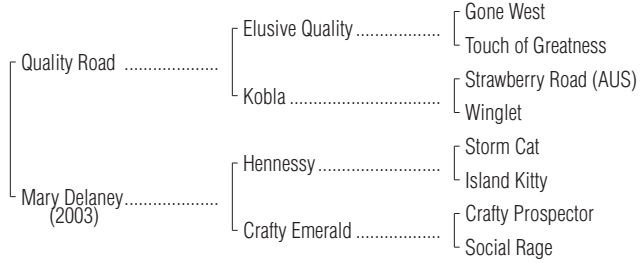 Gone West
Elusive Quality
Touch of Greatness
Quality Road
Strawberry Road (AUS)
Kobla
Winglet
Storm Cat
Hennessy
Island Kitty
Mary Delaney
(2003)
Crafty Prospector
Crafty Emerald
Social Rage